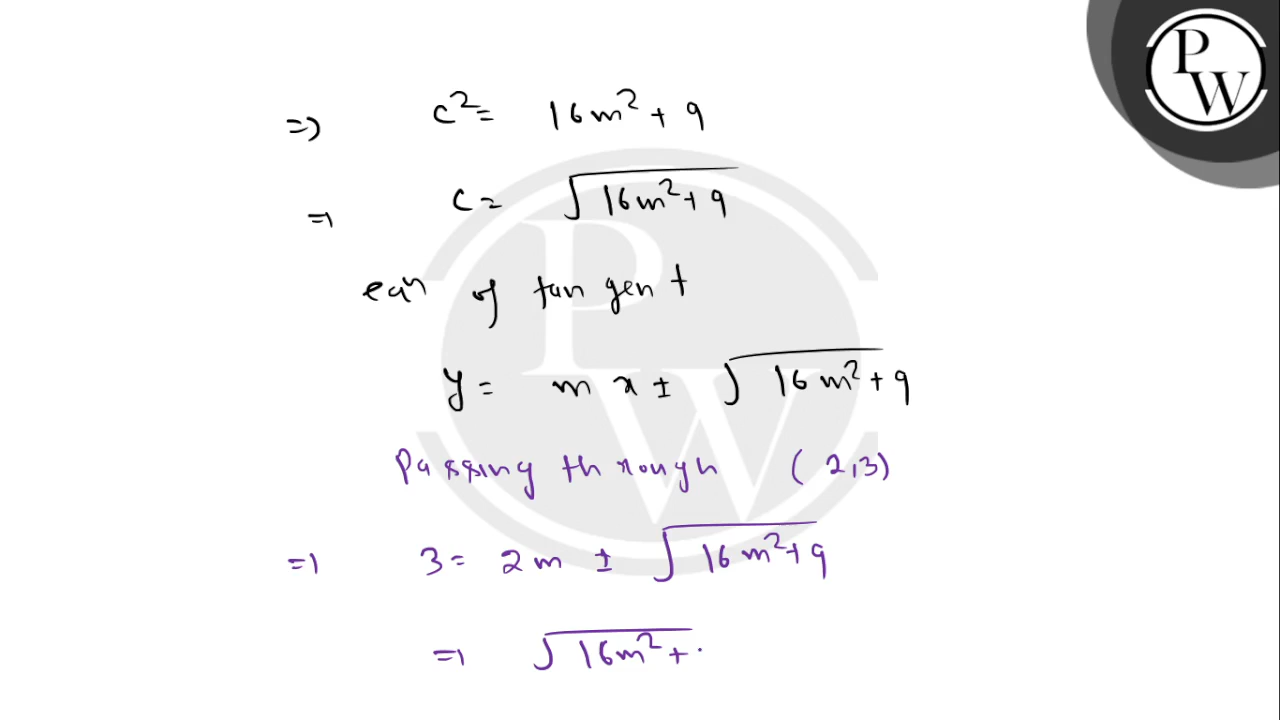 PW
=> c² = 16m² + 9
=> c = √(16m² + 9)
eqn of tangent
y = mx ± √(16m² + 9)
Passing through (2,3)
=> 3 = 2m ± √(16m² + 9)
=> √(16m² + .